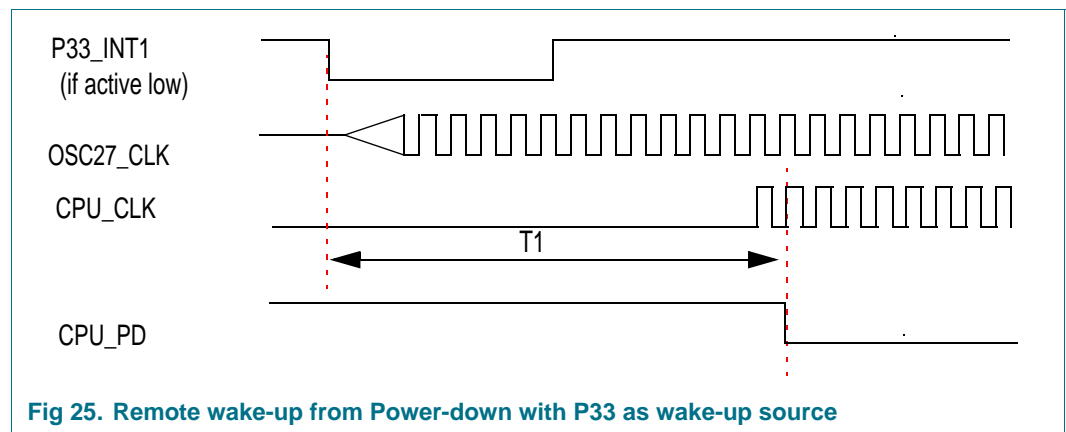 P33_INT1
(if active low)
OSC27_CLK
CPU_CLK
T1
CPU_PD
Fig 25. Remote wake-up from Power-down with P33 as wake-up source